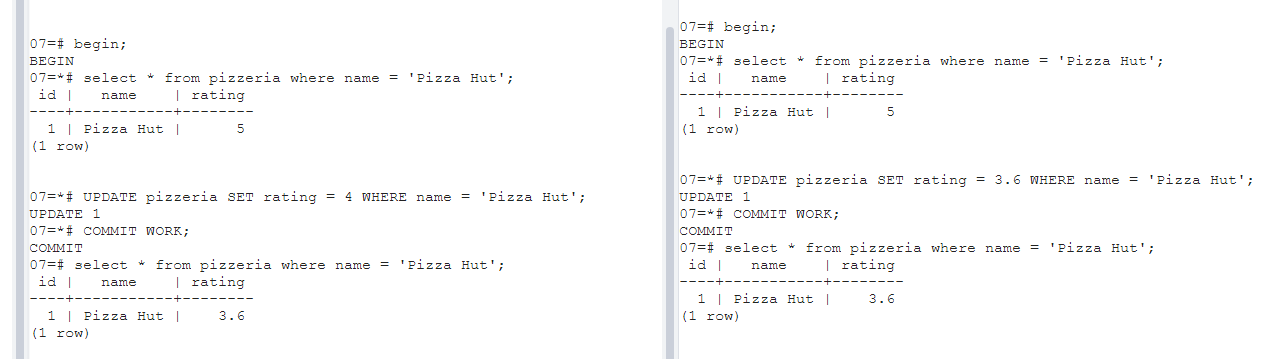 07=# begin;
BEGIN
07=*# select * from pizzeria where name = 'Pizza Hut';
 id |   name    | rating
----+-----------+--------
  1 | Pizza Hut |      5
(1 row)
07=*# UPDATE pizzeria SET rating = 4 WHERE name = 'Pizza Hut';
UPDATE 1
07=*# COMMIT WORK;
COMMIT
07=# select * from pizzeria where name = 'Pizza Hut';
 id |   name    | rating
----+-----------+--------
  1 | Pizza Hut |    3.6
(1 row)
07=# begin;
BEGIN
07=*# select * from pizzeria where name = 'Pizza Hut';
 id |   name    | rating
----+-----------+--------
  1 | Pizza Hut |      5
(1 row)
07=*# UPDATE pizzeria SET rating = 3.6 WHERE name = 'Pizza Hut';
UPDATE 1
07=*# COMMIT WORK;
COMMIT
07=# select * from pizzeria where name = 'Pizza Hut';
 id |   name    | rating
----+-----------+--------
  1 | Pizza Hut |    3.6
(1 row)